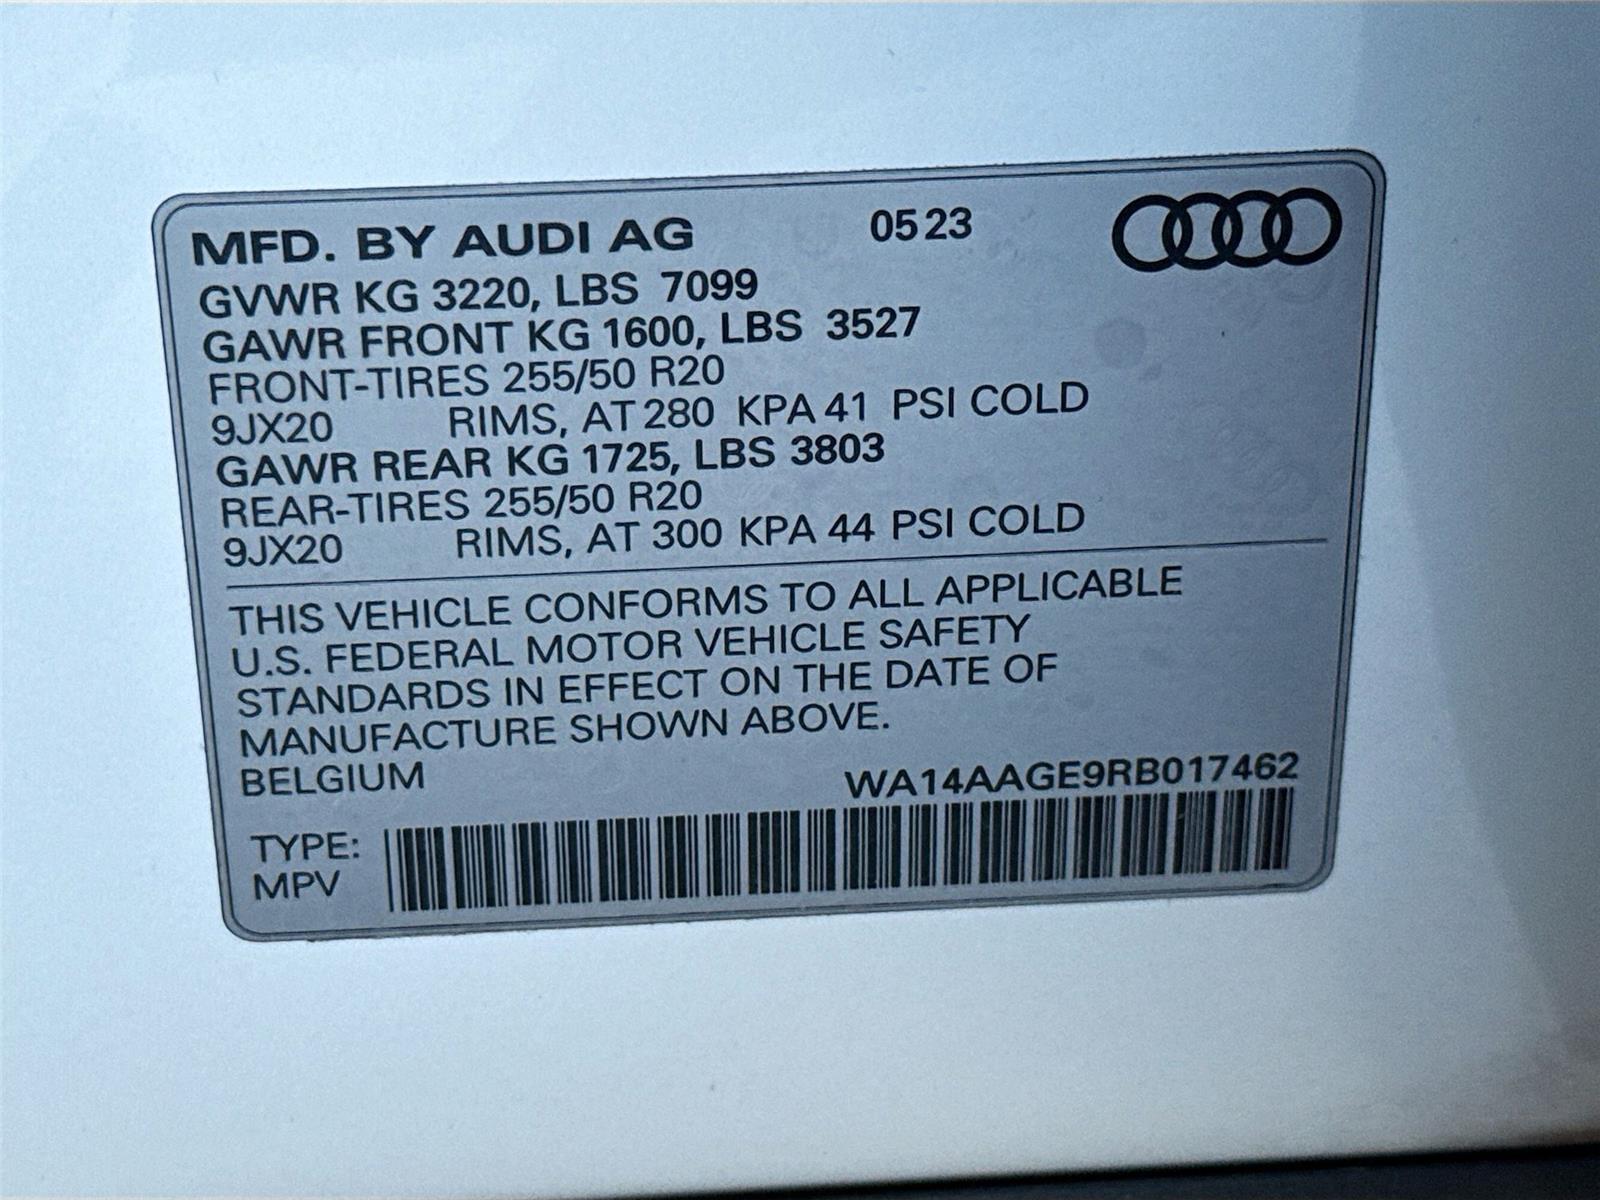 MFD. BY AUDI AG 05 23
GVWR KG 3220, LBS 7099
GAWR FRONT KG 1600, LBS 3527
FRONT-TIRES 255/50 R20
9JX20 RIMS, AT 280 KPA 41 PSI COLD
GAWR REAR KG 1725, LBS 3803
REAR-TIRES 255/50 R20
9JX20 RIMS, AT 300 KPA 44 PSI COLD
THIS VEHICLE CONFORMS TO ALL APPLICABLE
U.S. FEDERAL MOTOR VEHICLE SAFETY
STANDARDS IN EFFECT ON THE DATE OF
MANUFACTURE SHOWN ABOVE.
BELGIUM WA14AAGE9RB017462
TYPE:
MPV